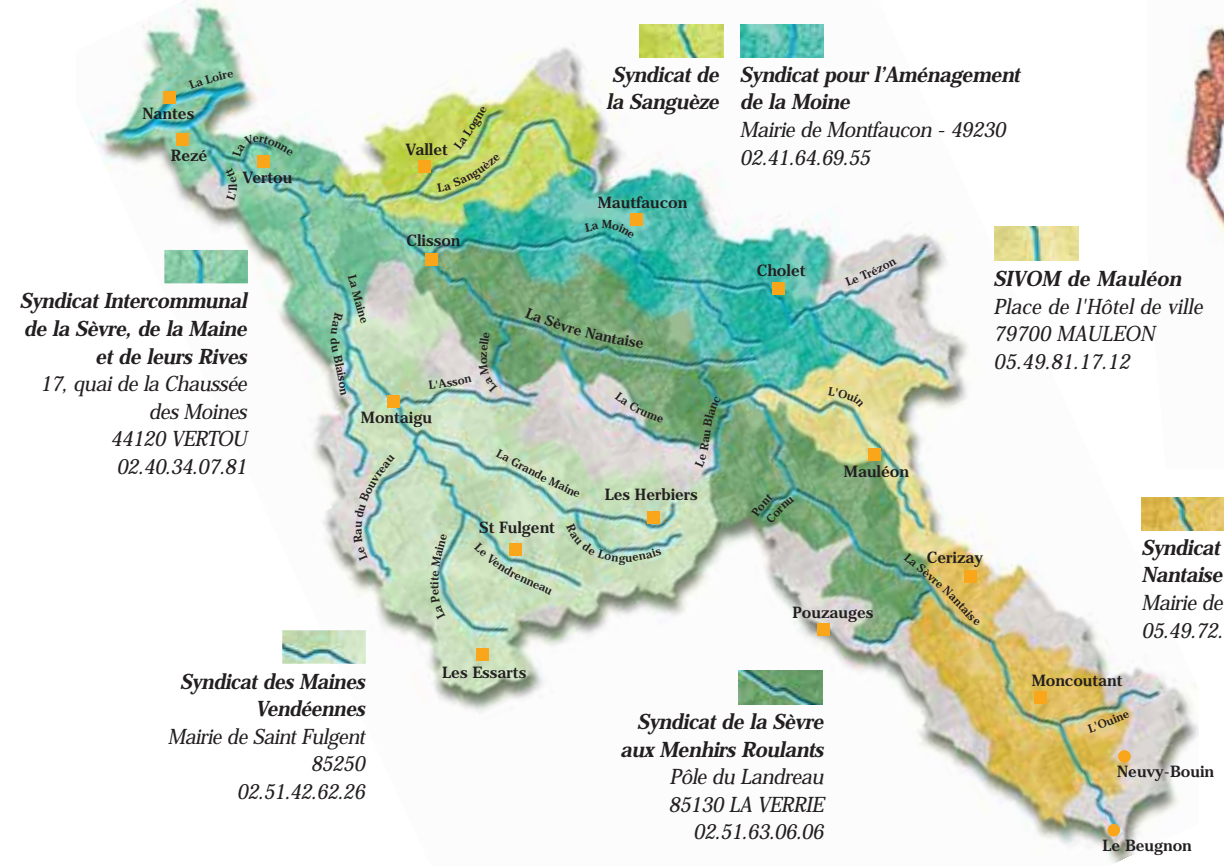 Syndicat de
la Sanguèze
Syndicat pour l'Aménagement
de la Moine
Mairie de Montfaucon - 49230
02.41.64.69.55
SIVOM de Mauléon
Place de l'Hôtel de ville
79700 MAULEON
05.49.81.17.12
Syndicat Intercommunal
de la Sèvre, de la Maine
et de leurs Rives
17, quai de la Chaussée
des Moines
44120 VERTOU
02.40.34.07.81
Syndicat
Nantaise
Mairie de
05.49.72.
Syndicat des Maines
Vendéennes
Mairie de Saint Fulgent
85250
02.51.42.62.26
Syndicat de la Sèvre
aux Menhirs Roulants
Pôle du Landreau
85130 LA VERRIE
02.51.63.06.06
La Loire
Nantes
Rezé
La Vertonne
L'Ilette
Vertou
Vallet
La Logne
La Sanguèze
Mautfaucon
La Moine
Clisson
Cholet
Le Trézon
La Maine
Rau du Blaison
La Sèvre Nantaise
La Mozelle
L'Asson
Montaigu
La Crume
Le Rau Blanc
L'Ouin
Mauléon
La Grande Maine
Les Herbiers
Le Rau du Bouvreau
St Fulgent
Rau de Longuenais
Pont
Cornu
La Petite Maine
Le Vendrenneau
Cerizay
La Sèvre Nantaise
Pouzauges
Les Essarts
Moncoutant
L'Ouine
Neuvy-Bouin
Le Beugnon